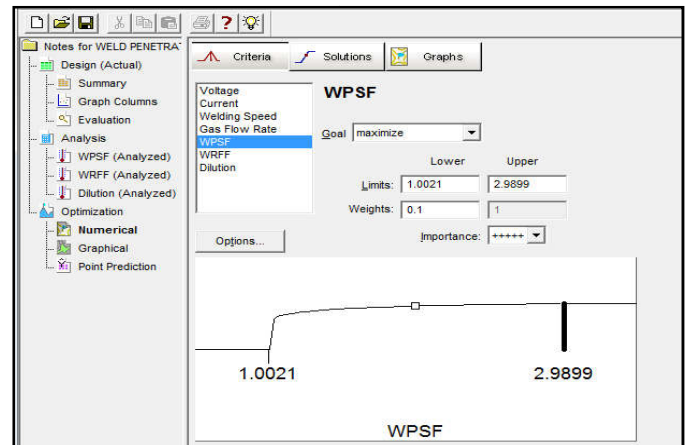 Notes for WELD PENETRA
Design (Actual)
Summary
Graph Columns
Evaluation
Analysis
WPSF (Analyzed)
WRFF (Analyzed)
Dilution (Analyzed)
Optimization
Numerical
Graphical
Point Prediction
Criteria Solutions Graphs
Voltage
Current
Welding Speed
Gas Flow Rate
WPSF
WRFF
Dilution
WPSF
Goal maximize
Lower Upper
Limits: 1.0021 2.9899
Weights: 0.1 1
Options... Importance: +++++
1.0021 2.9899
WPSF